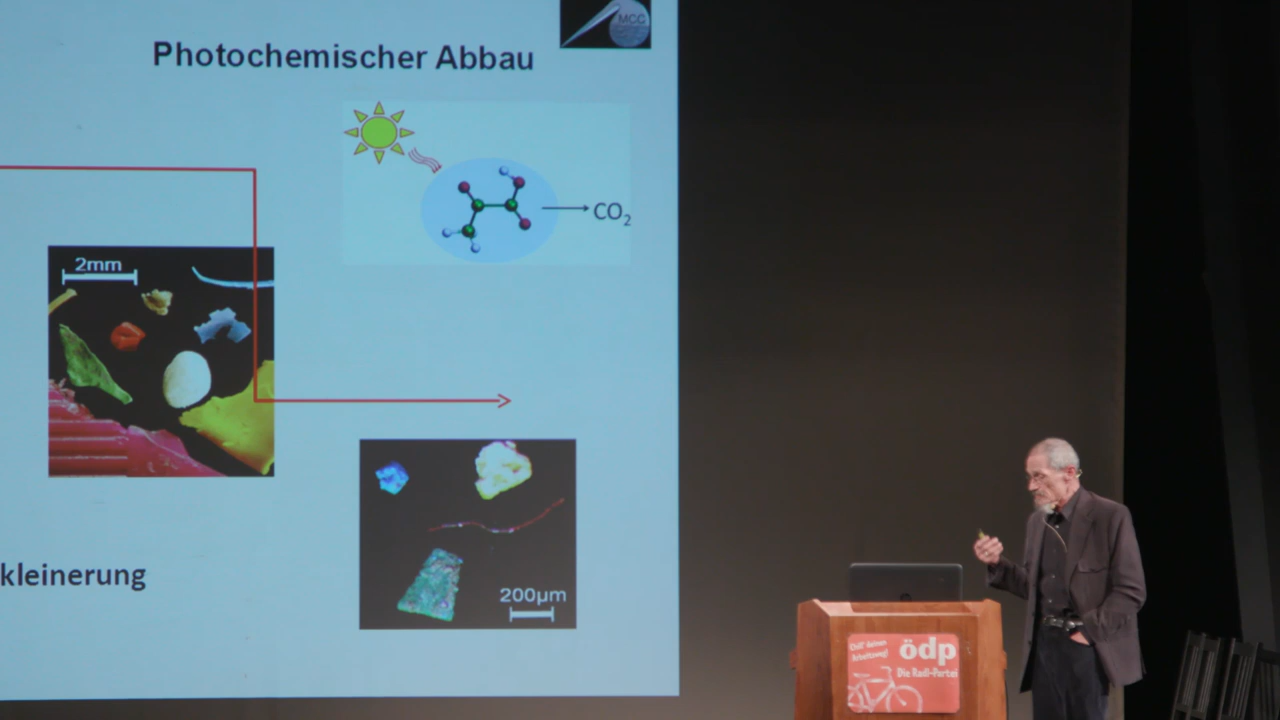 MCC
Photochemischer Abbau
CO₂
2mm
200µm
kleinerung
ödp
Die Radl-Partei